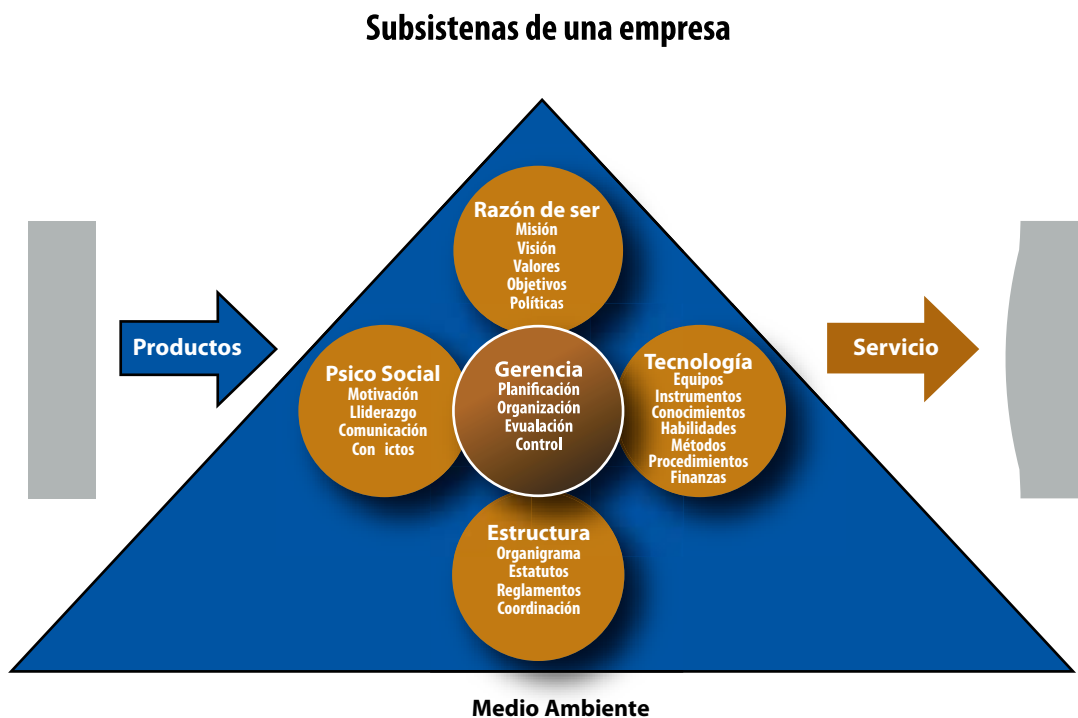 Subsistenas de una empresa
Razón de ser
Misión
Visión
Valores
Objetivos
Políticas
Productos
Psico Social
Motivación
Lliderazgo
Comunicación
Con ictos
Gerencia
Planificación
Organización
Evualación
Control
Tecnología
Equipos
Instrumentos
Conocimientos
Habilidades
Métodos
Procedimientos
Finanzas
Servicio
Estructura
Organigrama
Estatutos
Reglamentos
Coordinación
Medio Ambiente